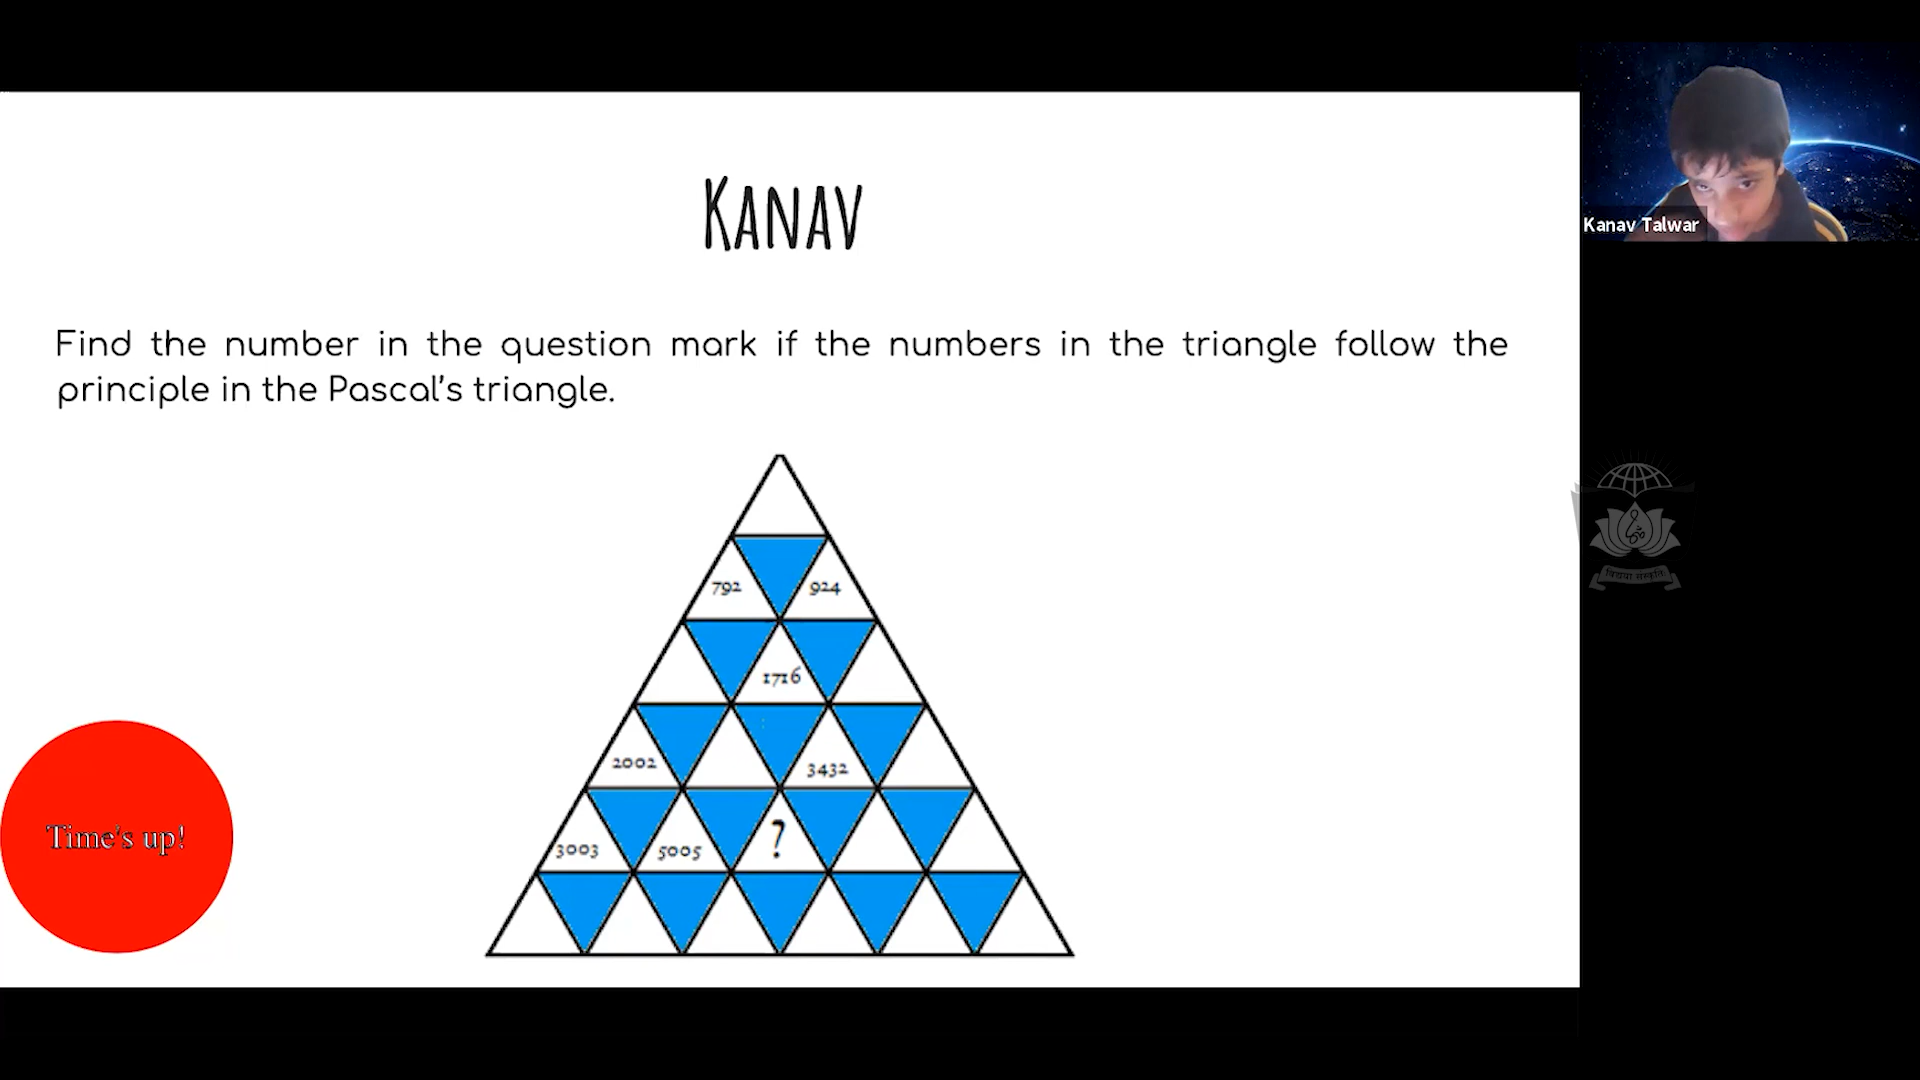 KANAV
Kanav Talwar
Find the number in the question mark if the numbers in the triangle follow the
principle in the Pascal's triangle.
792 924
1716
2002 3432
3003 5005 ?
Time's up!
विद्यया संस्कृतिः